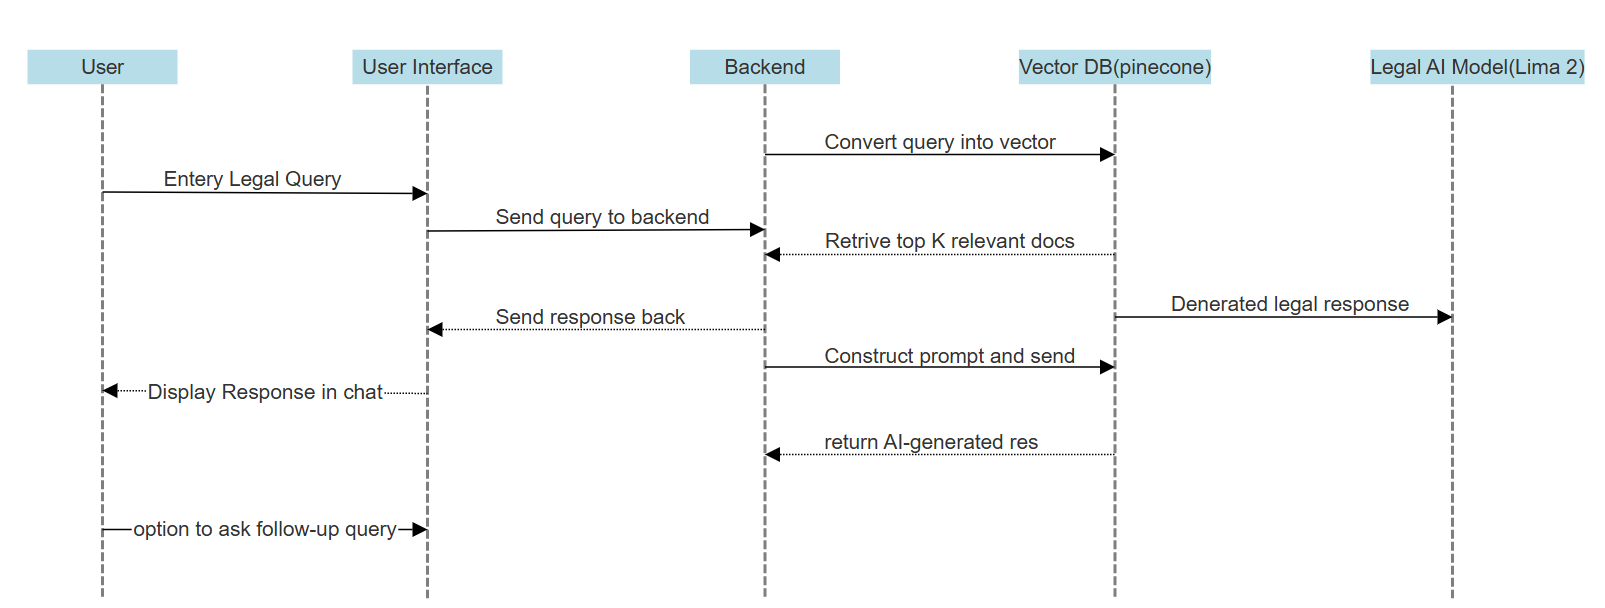 User
User Interface
Backend
Vector DB(pinecone)
Legal AI Model(Lima 2)
Convert query into vector
Entery Legal Query
Send query to backend
Retrive top K relevant docs
Denerated legal response
Send response back
Construct prompt and send
Display Response in chat
return AI-generated res
option to ask follow-up query